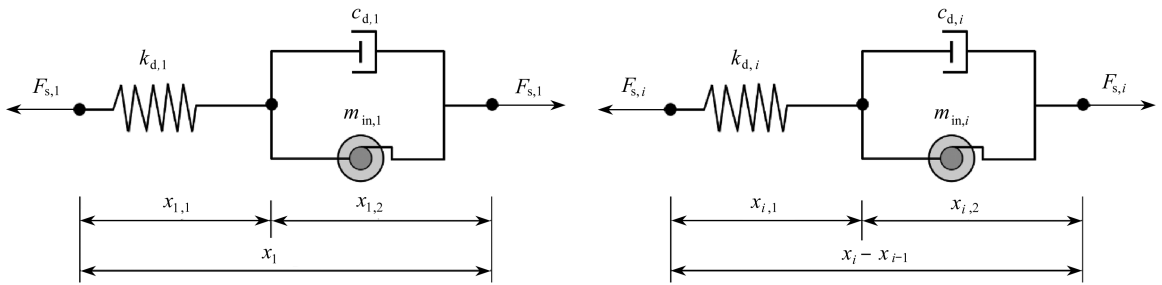 c_{d,1}
k_{d,1}
F_{s,1} F_{s,1}
m_{in,1}
x_{1,1} x_{1,2}
x_1
c_{d,i}
k_{d,i}
F_{s,i} F_{s,i}
m_{in,i}
x_{i,1} x_{i,2}
x_i − x_{i−1}